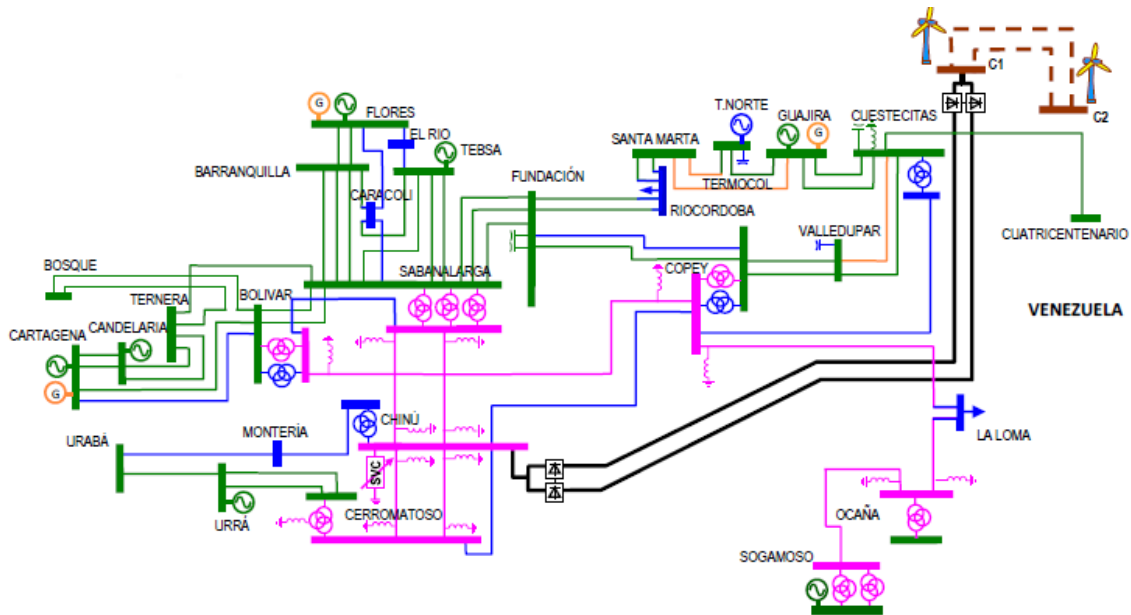 C1
C2
G
FLORES
EL RIO
TEBSA
BARRANQUILLA
CARACOLI
FUNDACIÓN
T.NORTE
GUAJIRA
G
CUESTECITAS
SANTA MARTA
TERMOCOL
RIOCORDOBA
VALLEDUPAR
CUATRICENTENARIO
BOSQUE
SABANALARGA
COPEY
TERNERA
BOLIVAR
VENEZUELA
CARTAGENA
CANDELARIA
G
CHINÚ
URABÁ
MONTERÍA
LA LOMA
SVC
URRÁ
CERROMATOSO
OCAÑA
SOGAMOSO